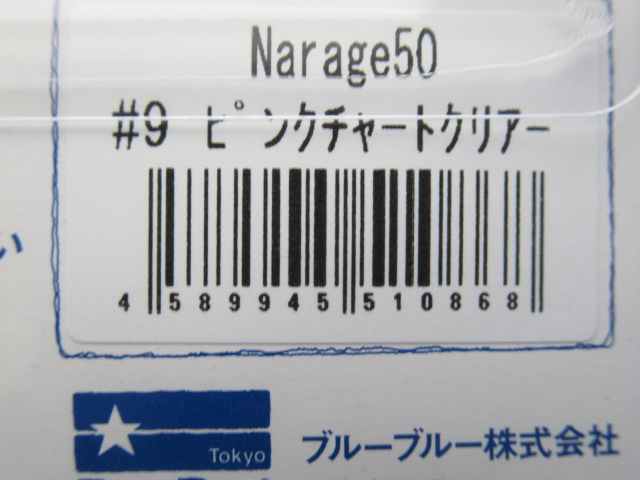 Narage50
#9 ピンクチャートクリアー
い
4 589945 510868
Tokyo
ブルーブルー株式会社